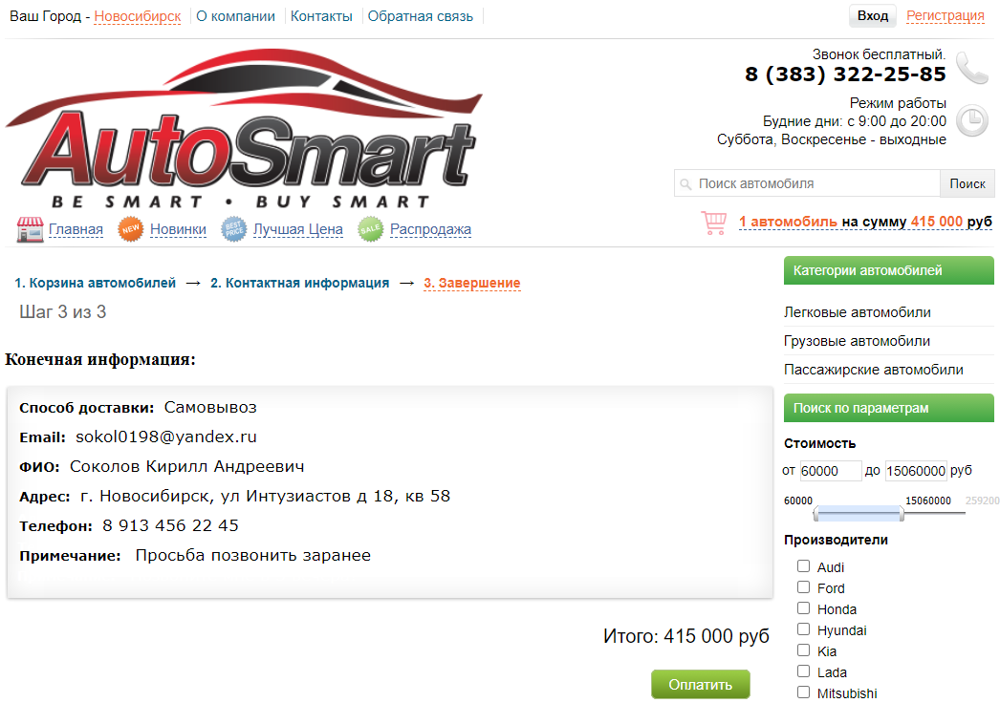 Ваш Город - Новосибирск О компании Контакты Обратная связь Вход Регистрация
Звонок бесплатный.
8 (383) 322-25-85
Режим работы
Будние дни: с 9:00 до 20:00
Суббота, Воскресенье - выходные
AutoSmart
BE SMART • BUY SMART
Поиск автомобиля Поиск
Главная NEW Новинки BEST PRICE Лучшая Цена SALE Распродажа
1 автомобиль на сумму 415 000 руб
1. Корзина автомобилей → 2. Контактная информация → 3. Завершение
Шаг 3 из 3
Конечная информация:
Способ доставки: Самовывоз
Email: sokol0198@yandex.ru
ФИО: Соколов Кирилл Андреевич
Адрес: г. Новосибирск, ул Интузиастов д 18, кв 58
Телефон: 8 913 456 22 45
Примечание: Просьба позвонить заранее
Итого: 415 000 руб
Оплатить
Категории автомобилей
Легковые автомобили
Грузовые автомобили
Пассажирские автомобили
Поиск по параметрам
Стоимость
от 60000 до 15060000 руб
60000 15060000 259200
Производители
Audi
Ford
Honda
Hyundai
Kia
Lada
Mitsubishi